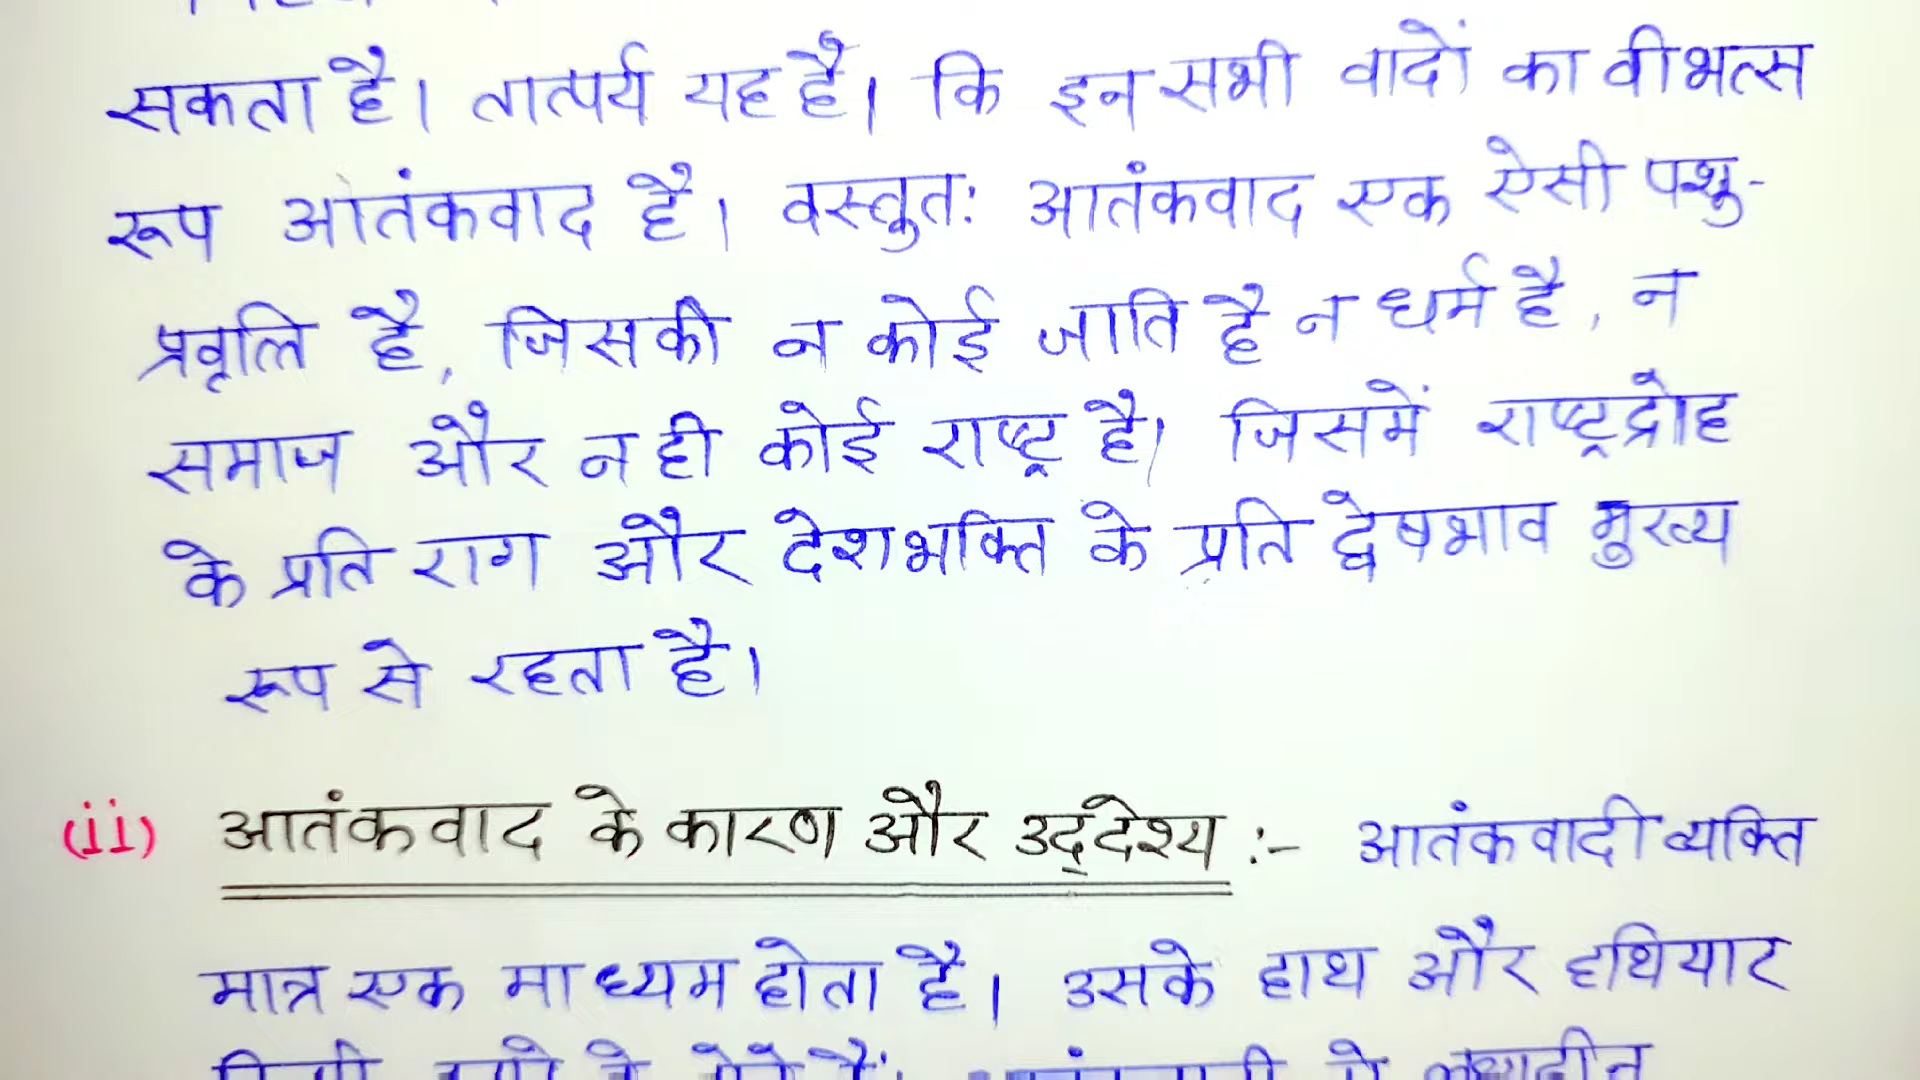 सकता है। तात्पर्य यह है। कि इन सभी वादों का वीभत्स
रूप आतंकवाद है। वस्तुतः आतंकवाद एक ऐसी पशु-
प्रवृति है, जिसकी न कोई जाति है न धर्म है, न
समाज और न ही कोई राष्ट्र है। जिसमें राष्ट्रद्रोह
के प्रति राग और देशभक्ति के प्रति द्वेषभाव मुख्य
रूप से रहता है।
(ii) आतंकवाद के कारण और उद्देश्य :- आतंकवादी व्यक्ति
मात्र एक माध्यम होता है। उसके हाथ और हथियार